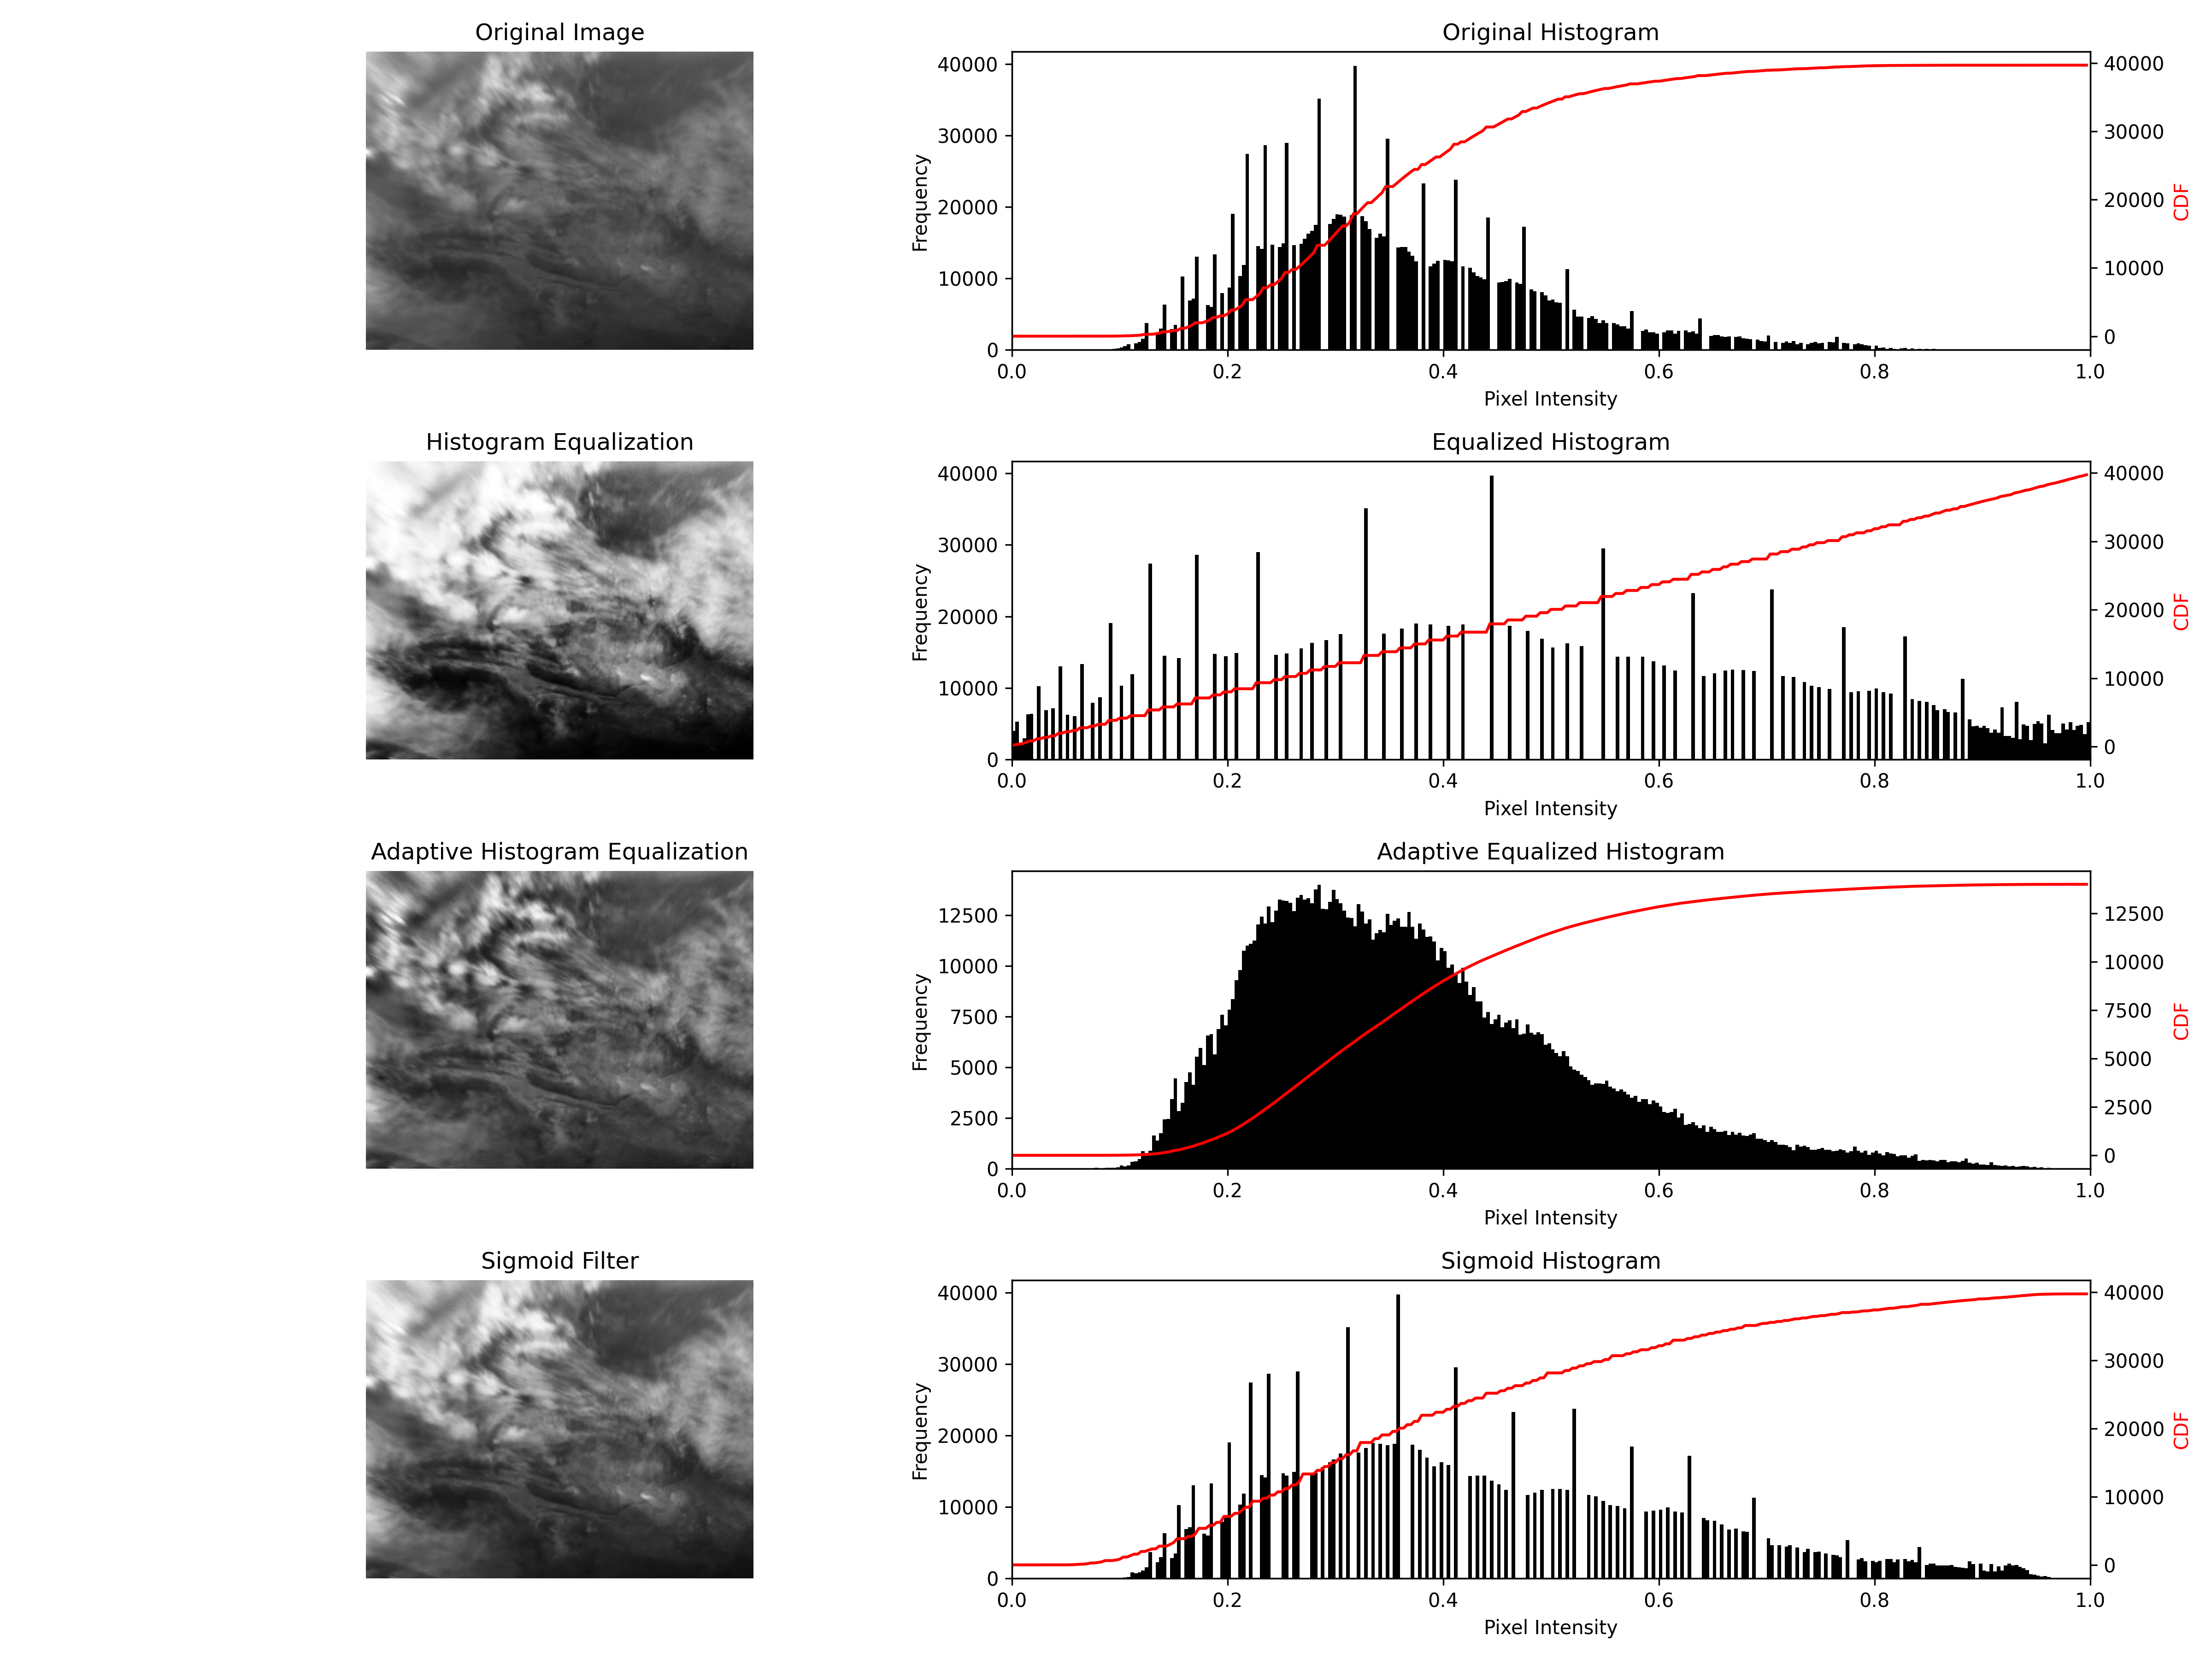 Original Image
Original Histogram
40000
30000
20000
10000
0
Frequency
0.0 0.2 0.4 0.6 0.8 1.0
Pixel Intensity
40000
30000
20000
10000
0
CDF
Histogram Equalization
Equalized Histogram
40000
30000
20000
10000
0
Frequency
0.0 0.2 0.4 0.6 0.8 1.0
Pixel Intensity
40000
30000
20000
10000
0
CDF
Adaptive Histogram Equalization
Adaptive Equalized Histogram
12500
10000
7500
5000
2500
0
Frequency
0.0 0.2 0.4 0.6 0.8 1.0
Pixel Intensity
12500
10000
7500
5000
2500
0
CDF
Sigmoid Filter
Sigmoid Histogram
40000
30000
20000
10000
0
Frequency
0.0 0.2 0.4 0.6 0.8 1.0
Pixel Intensity
40000
30000
20000
10000
0
CDF